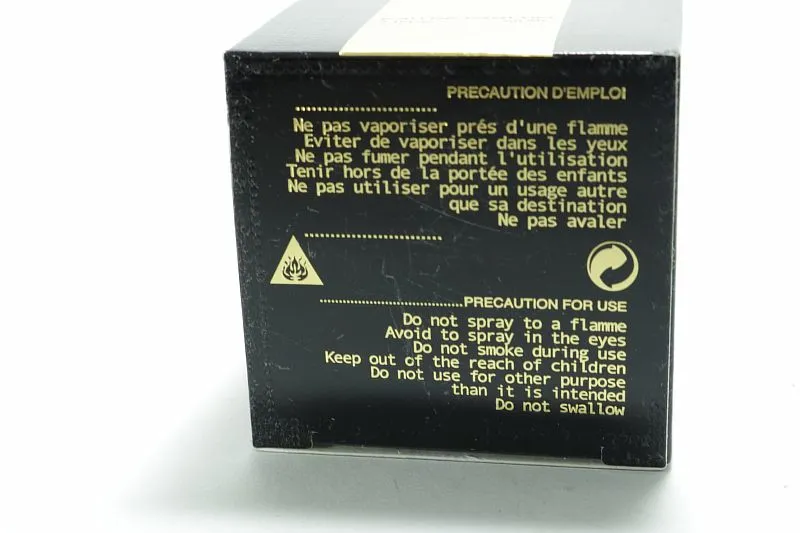 PRECAUTION D'EMPLOI
Ne pas vaporiser prés d'une flamme
Eviter de vaporiser dans les yeux
Ne pas fumer pendant l'utilisation
Tenir hors de la portée des enfants
Ne pas utiliser pour un usage autre
que sa destination
Ne pas avaler
PRECAUTION FOR USE
Do not spray to a flamme
Avoid to spray in the eyes
Do not smoke during use
Keep out of the reach of children
Do not use for other purpose
than it is intended
Do not swallow